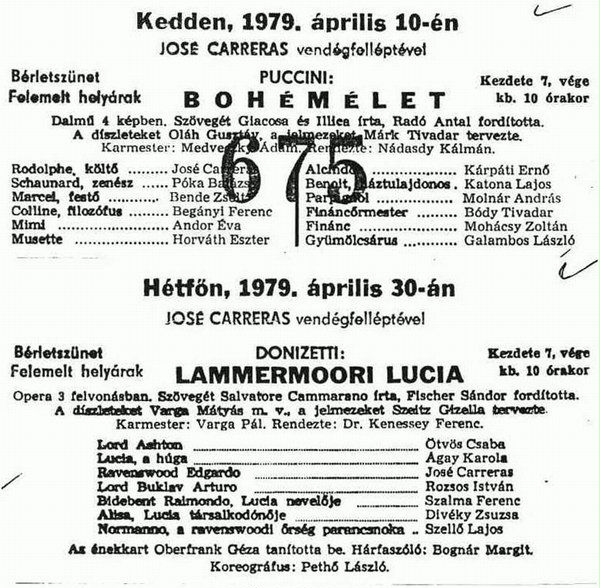 Kedden, 1979. április 10-én
JOSÉ CARRERAS vendégfelléptével
Bérletszünet
Felemelt helyárak
PUCCINI:
BOHÉMÉLET
Kezdete 7, vége
kb. 10 órakor
Dalmű 4 képben. Szövegét Giacosa és Illica írta, Radó Antal fordította.
A díszleteket Oláh Gusztáv, a jelmezeket Márk Tivadar tervezte.
Karmester: Medveczky Ádám. Rendezte: Nádasdy Kálmán.
675
Rodolphe, költő ........ José Carreras
Schaunard, zenész ..... Póka Balázs
Marcel, festő ............ Bende Zsolt
Colline, filozófus ........ Begányi Ferenc
Mimi ..................... Andor Éva
Musette .................. Horváth Eszter
Kárpáti Ernő
Benoit, háztulajdonos . Katona Lajos
Molnár András
Fináncőrmester ......... Bódy Tivadar
Finánc .................. Mohácsy Zoltán
Gyümölcsárus ........... Galambos László
Hétfőn, 1979. április 30-án
JOSÉ CARRERAS vendégfelléptével
Bérletszünet
Felemelt helyárak
DONIZETTI:
LAMMERMOORI LUCIA
Kezdete 7, vége
kb. 10 órakor
Opera 3 felvonásban. Szövegét Salvatore Cammarano írta, Fischer Sándor fordította.
A díszleteket Varga Mátyás m. v., a jelmezeket Szeitz Gizella tervezte.
Karmester: Varga Pál. Rendezte: Dr. Kenessey Ferenc.
Lord Ashton ........................ Ötvös Csaba
Lucia, a húga ........................ Ágay Karola
Ravenswood Edgardo ........................ José Carreras
Lord Buklav Arturo ........................ Rozsos István
Bidebent Raimondo, Lucia nevelője ............ Szalma Ferenc
Alisa, Lucia társalkodónője ............ Divéky Zsuzsa
Normanno, a ravenswoodi őrség parancsnoka .. Szellő Lajos
Az énekkart Oberfrank Géza tanította be. Hárfaszóló: Bognár Margit.
Koreográfus: Pethő László.